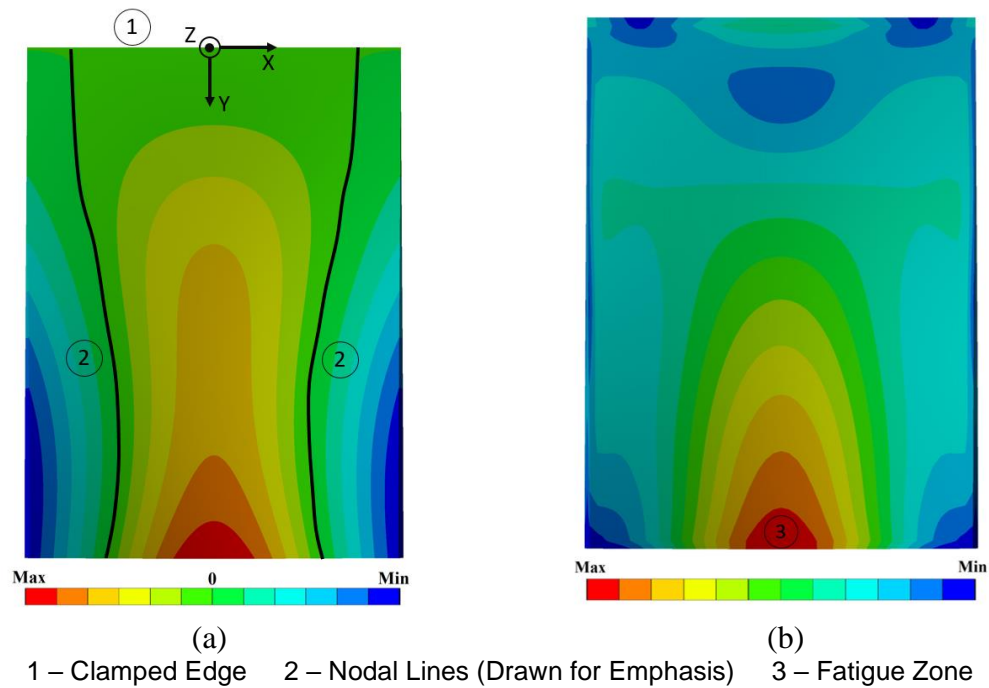 1
Z
X
Y
2
2
3
Max 0 Min
Max Min
(a) (b)
1 – Clamped Edge 2 – Nodal Lines (Drawn for Emphasis) 3 – Fatigue Zone